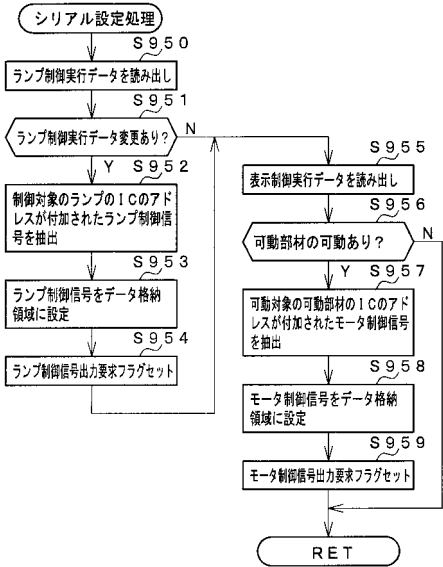 シリアル設定処理
S950
ランプ制御実行データを読み出し
S951
ランプ制御実行データ変更あり?
N
Y
S952
制御対象のランプのICのアド
レスが付加されたランプ制御信
号を抽出
S953
ランプ制御信号をデータ格納
領域に設定
S954
ランプ制御信号出力要求フラグセット
S955
表示制御実行データを読み出し
S956
可動部材の可動あり?
N
Y
S957
可動対象の可動部材のICのアド
レスが付加されたモータ制御信号
を抽出
S958
モータ制御信号をデータ格納
領域に設定
S959
モータ制御信号出力要求フラグセット
RET